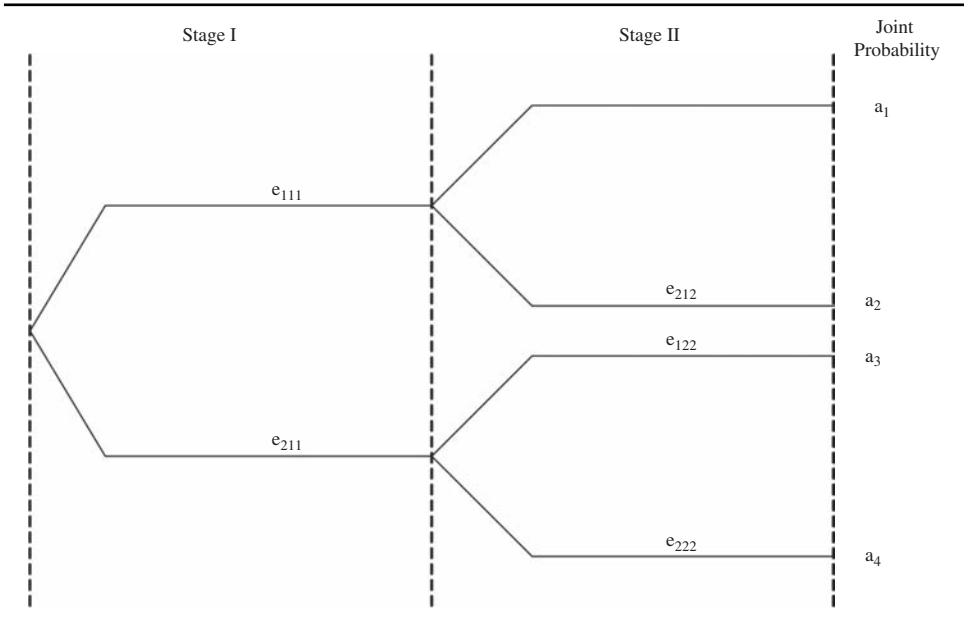 Stage I
Stage II
Joint
Probability
a₁
e₁₁₁
e₂₁₂
a₂
e₁₂₂
a₃
e₂₁₁
e₂₂₂
a₄